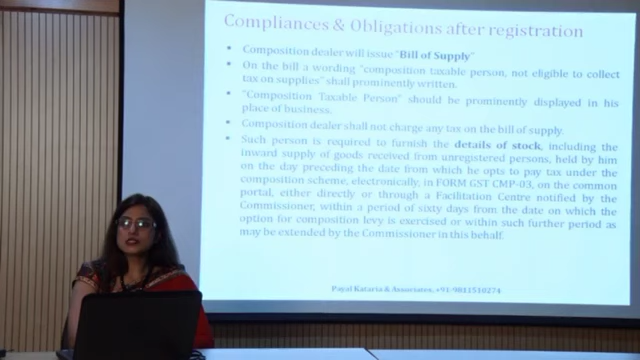 Compliances & Obligations after registration
Composition dealer will issue "Bill of Supply"
On the bill a wording "composition taxable person, not eligible to collect
tax on supplies" shall prominently written.
"Composition Taxable Person" should be prominently displayed in his
place of business.
Composition dealer shall not charge any tax on the bill of supply.
Such person is required to furnish the details of stock, including the
inward supply of goods received from unregistered persons, held by him
on the day preceding the date from which he opts to pay tax under the
composition scheme, electronically, in FORM GST CMP-03, on the common
portal, either directly or through a Facilitation Centre notified by the
Commissioner, within a period of sixty days from the date on which the
option for composition levy is exercised or within such further period as
may be extended by the Commissioner in this behalf.
Payal Kataria & Associates, +91-9811510274